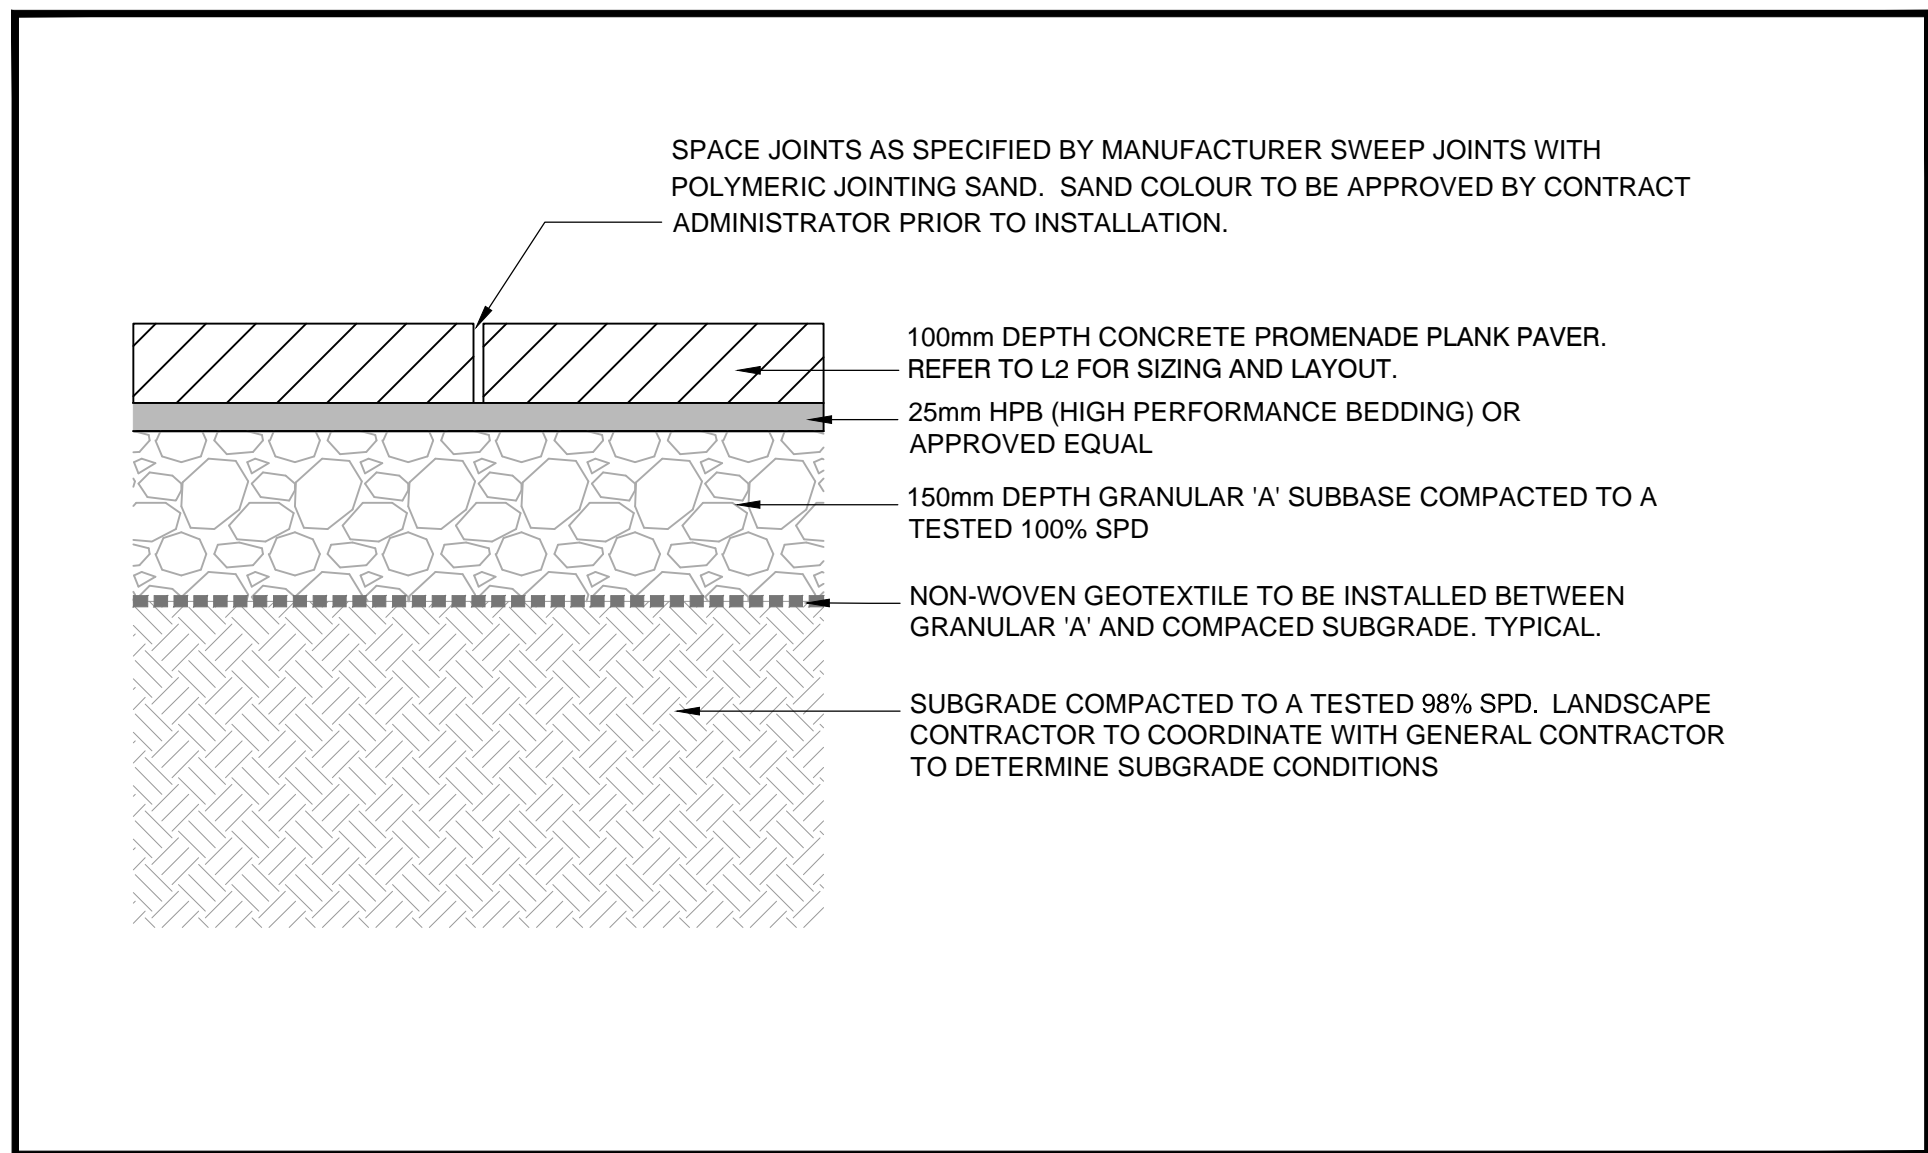 SPACE JOINTS AS SPECIFIED BY MANUFACTURER SWEEP JOINTS WITH
POLYMERIC JOINTING SAND.  SAND COLOUR TO BE APPROVED BY CONTRACT
ADMINISTRATOR PRIOR TO INSTALLATION.
100mm DEPTH CONCRETE PROMENADE PLANK PAVER.
REFER TO L2 FOR SIZING AND LAYOUT.
25mm HPB (HIGH PERFORMANCE BEDDING) OR
APPROVED EQUAL
150mm DEPTH GRANULAR 'A' SUBBASE COMPACTED TO A
TESTED 100% SPD
NON-WOVEN GEOTEXTILE TO BE INSTALLED BETWEEN
GRANULAR 'A' AND COMPACED SUBGRADE. TYPICAL.
SUBGRADE COMPACTED TO A TESTED 98% SPD.  LANDSCAPE
CONTRACTOR TO COORDINATE WITH GENERAL CONTRACTOR
TO DETERMINE SUBGRADE CONDITIONS